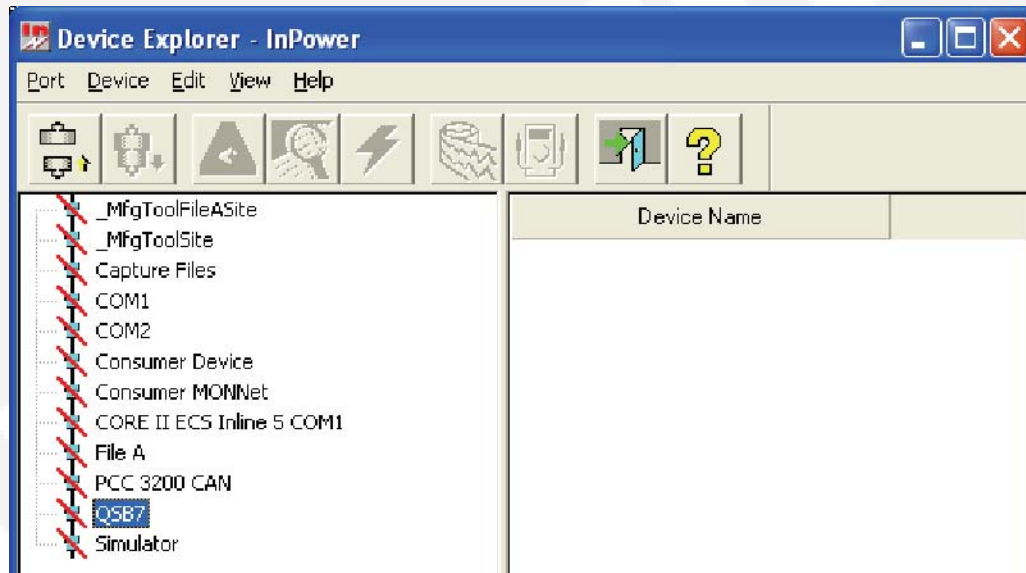 Device Explorer - InPower
Port Device Edit View Help
_MfgToolFileASite
_MfgToolSite
Capture Files
COM1
COM2
Consumer Device
Consumer MONNet
CORE II ECS Inline 5 COM1
File A
PCC 3200 CAN
QSB7
Simulator
Device Name